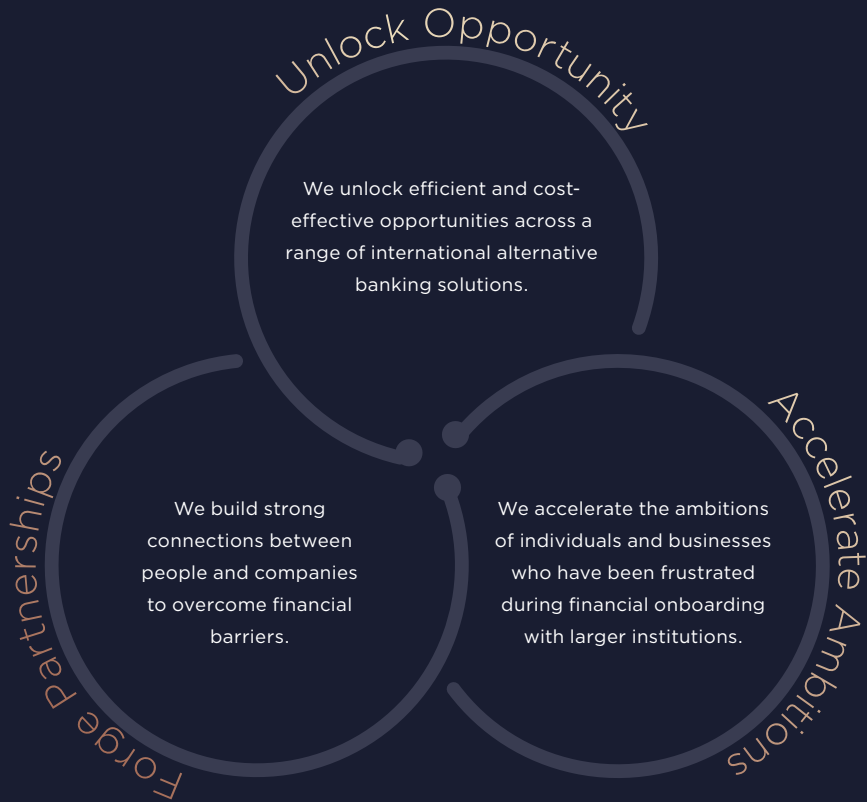 Unlock Opportunity
We unlock efficient and cost-
effective opportunities across a
range of international alternative
banking solutions.
Forge Partnerships
We build strong
connections between
people and companies
to overcome financial
barriers.
Accelerate Ambitions
We accelerate the ambitions
of individuals and businesses
who have been frustrated
during financial onboarding
with larger institutions.